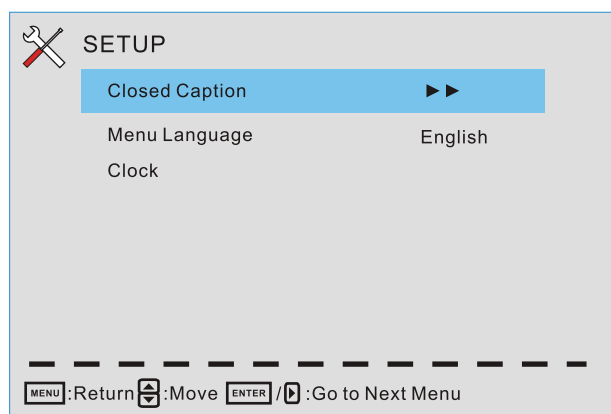 SETUP
Closed Caption ►►
Menu Language English
Clock
MENU :Return :Move ENTER / :Go to Next Menu